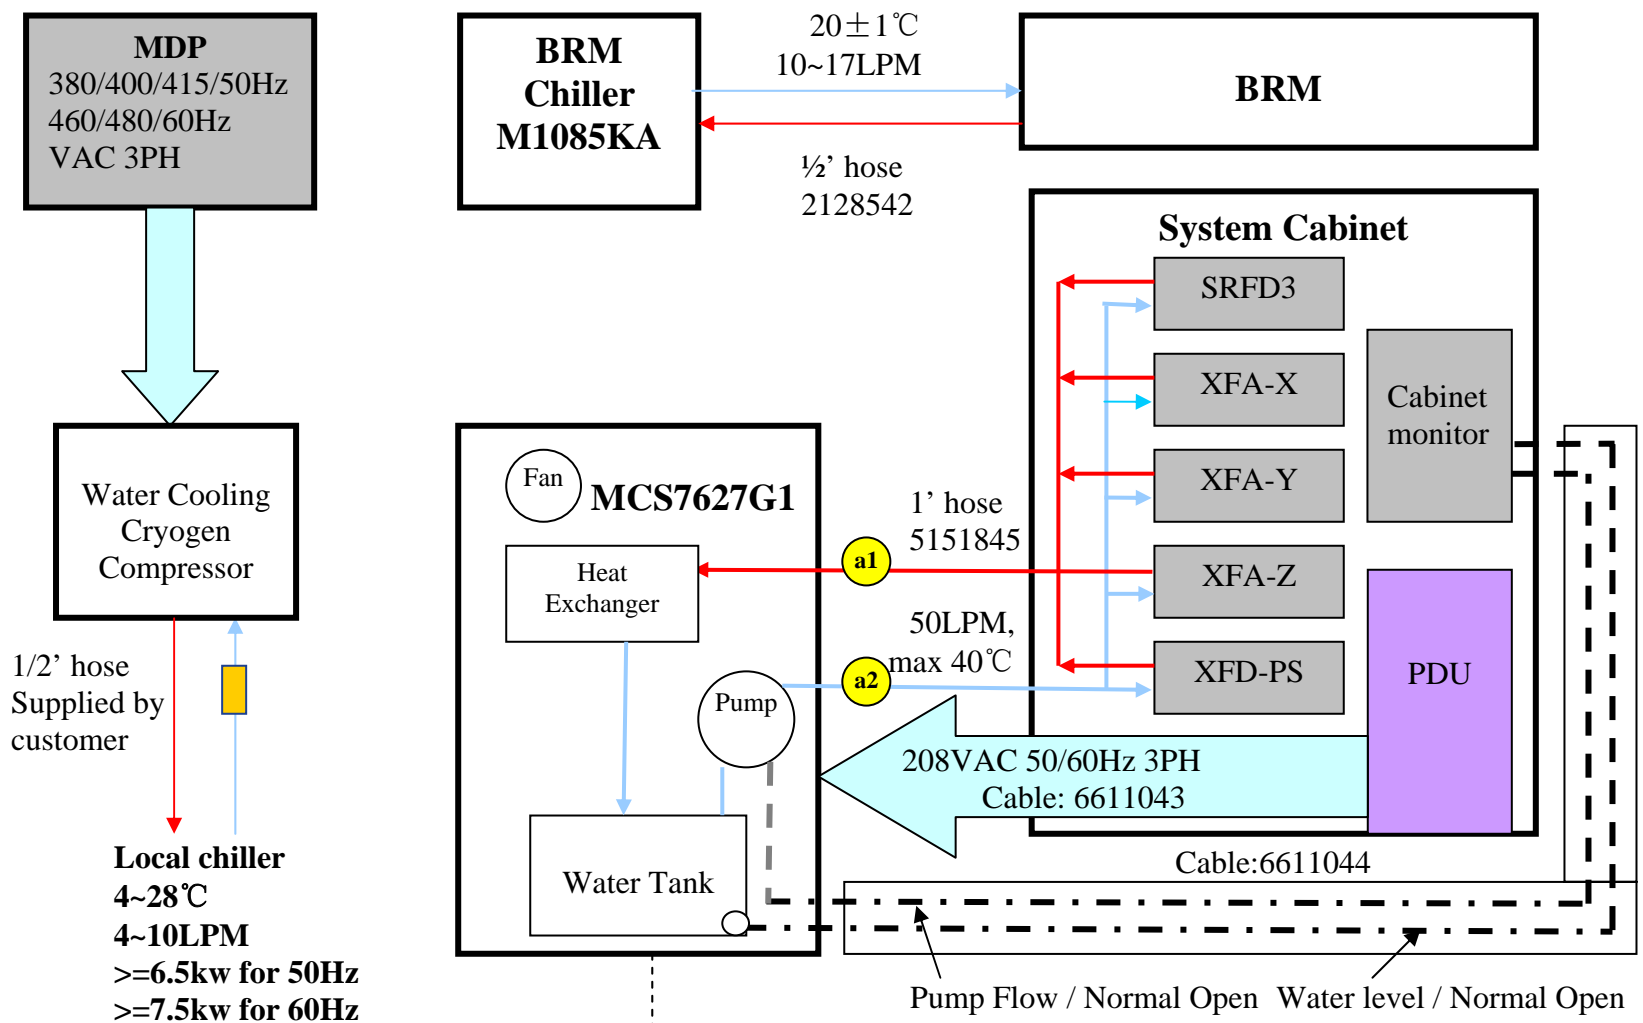 MDP
380/400/415/50Hz
460/480/60Hz
VAC 3PH
BRM
Chiller
M1085KA
20±1℃
10~17LPM
½’ hose
2128542
BRM
System Cabinet
SRFD3
XFA-X
XFA-Y
XFA-Z
XFD-PS
Cabinet
monitor
PDU
Water Cooling
Cryogen
Compressor
1/2’ hose
Supplied by
customer
Local chiller
4~28℃
4~10LPM
>=6.5kw for 50Hz
>=7.5kw for 60Hz
Fan
MCS7627G1
Heat
Exchanger
Pump
Water Tank
1’ hose
5151845
a1
50LPM,
max 40℃
a2
208VAC 50/60Hz 3PH
Cable: 6611043
Cable:6611044
Pump Flow / Normal Open
Water level / Normal Open